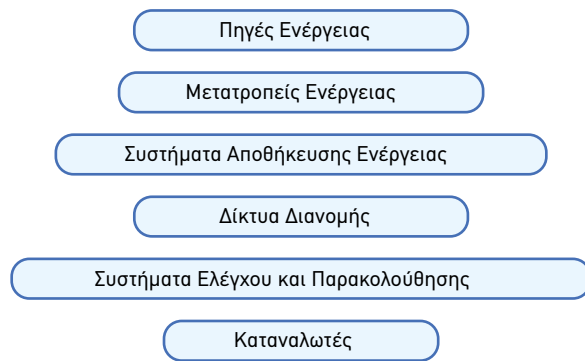 Πηγές Ενέργειας
Μετατροπείς Ενέργειας
Συστήματα Αποθήκευσης Ενέργειας
Δίκτυα Διανομής
Συστήματα Ελέγχου και Παρακολούθησης
Καταναλωτές